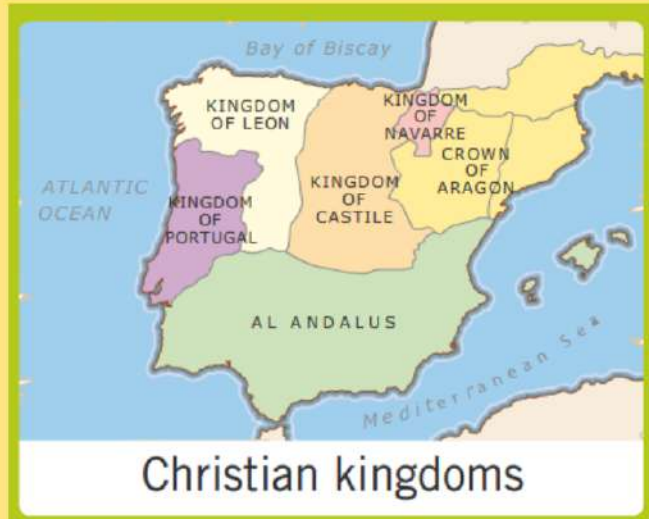 Bay of Biscay
KINGDOM
OF LEON
KINGDOM
OF
NAVARRE
CROWN
OF
ARAGON
ATLANTIC
OCEAN
KINGDOM
OF
PORTUGAL
KINGDOM
OF
CASTILE
AL ANDALUS
Mediterranean Sea
Christian kingdoms